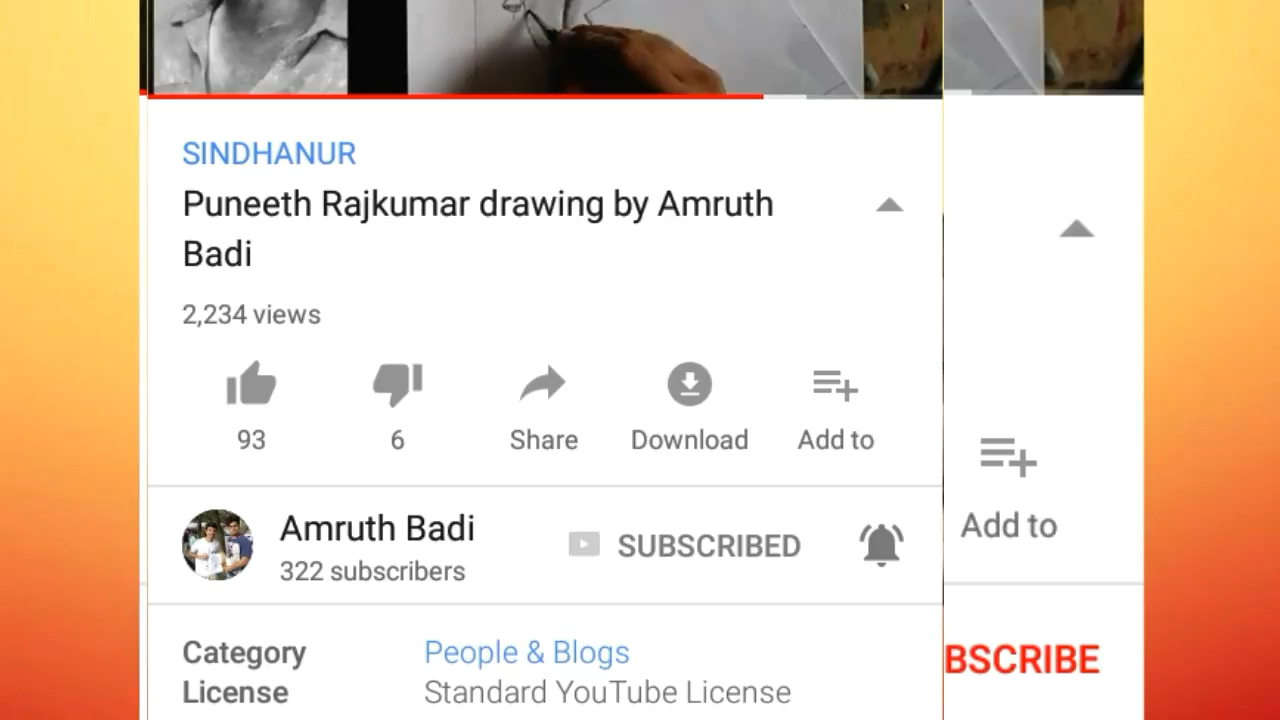 SINDHANUR
Puneeth Rajkumar drawing by Amruth
Badi
2,234 views
93
6
Share
Download
Add to
Add to
Amruth Badi
SUBSCRIBED
322 subscribers
BSCRIBE
Category
People & Blogs
License
Standard YouTube License